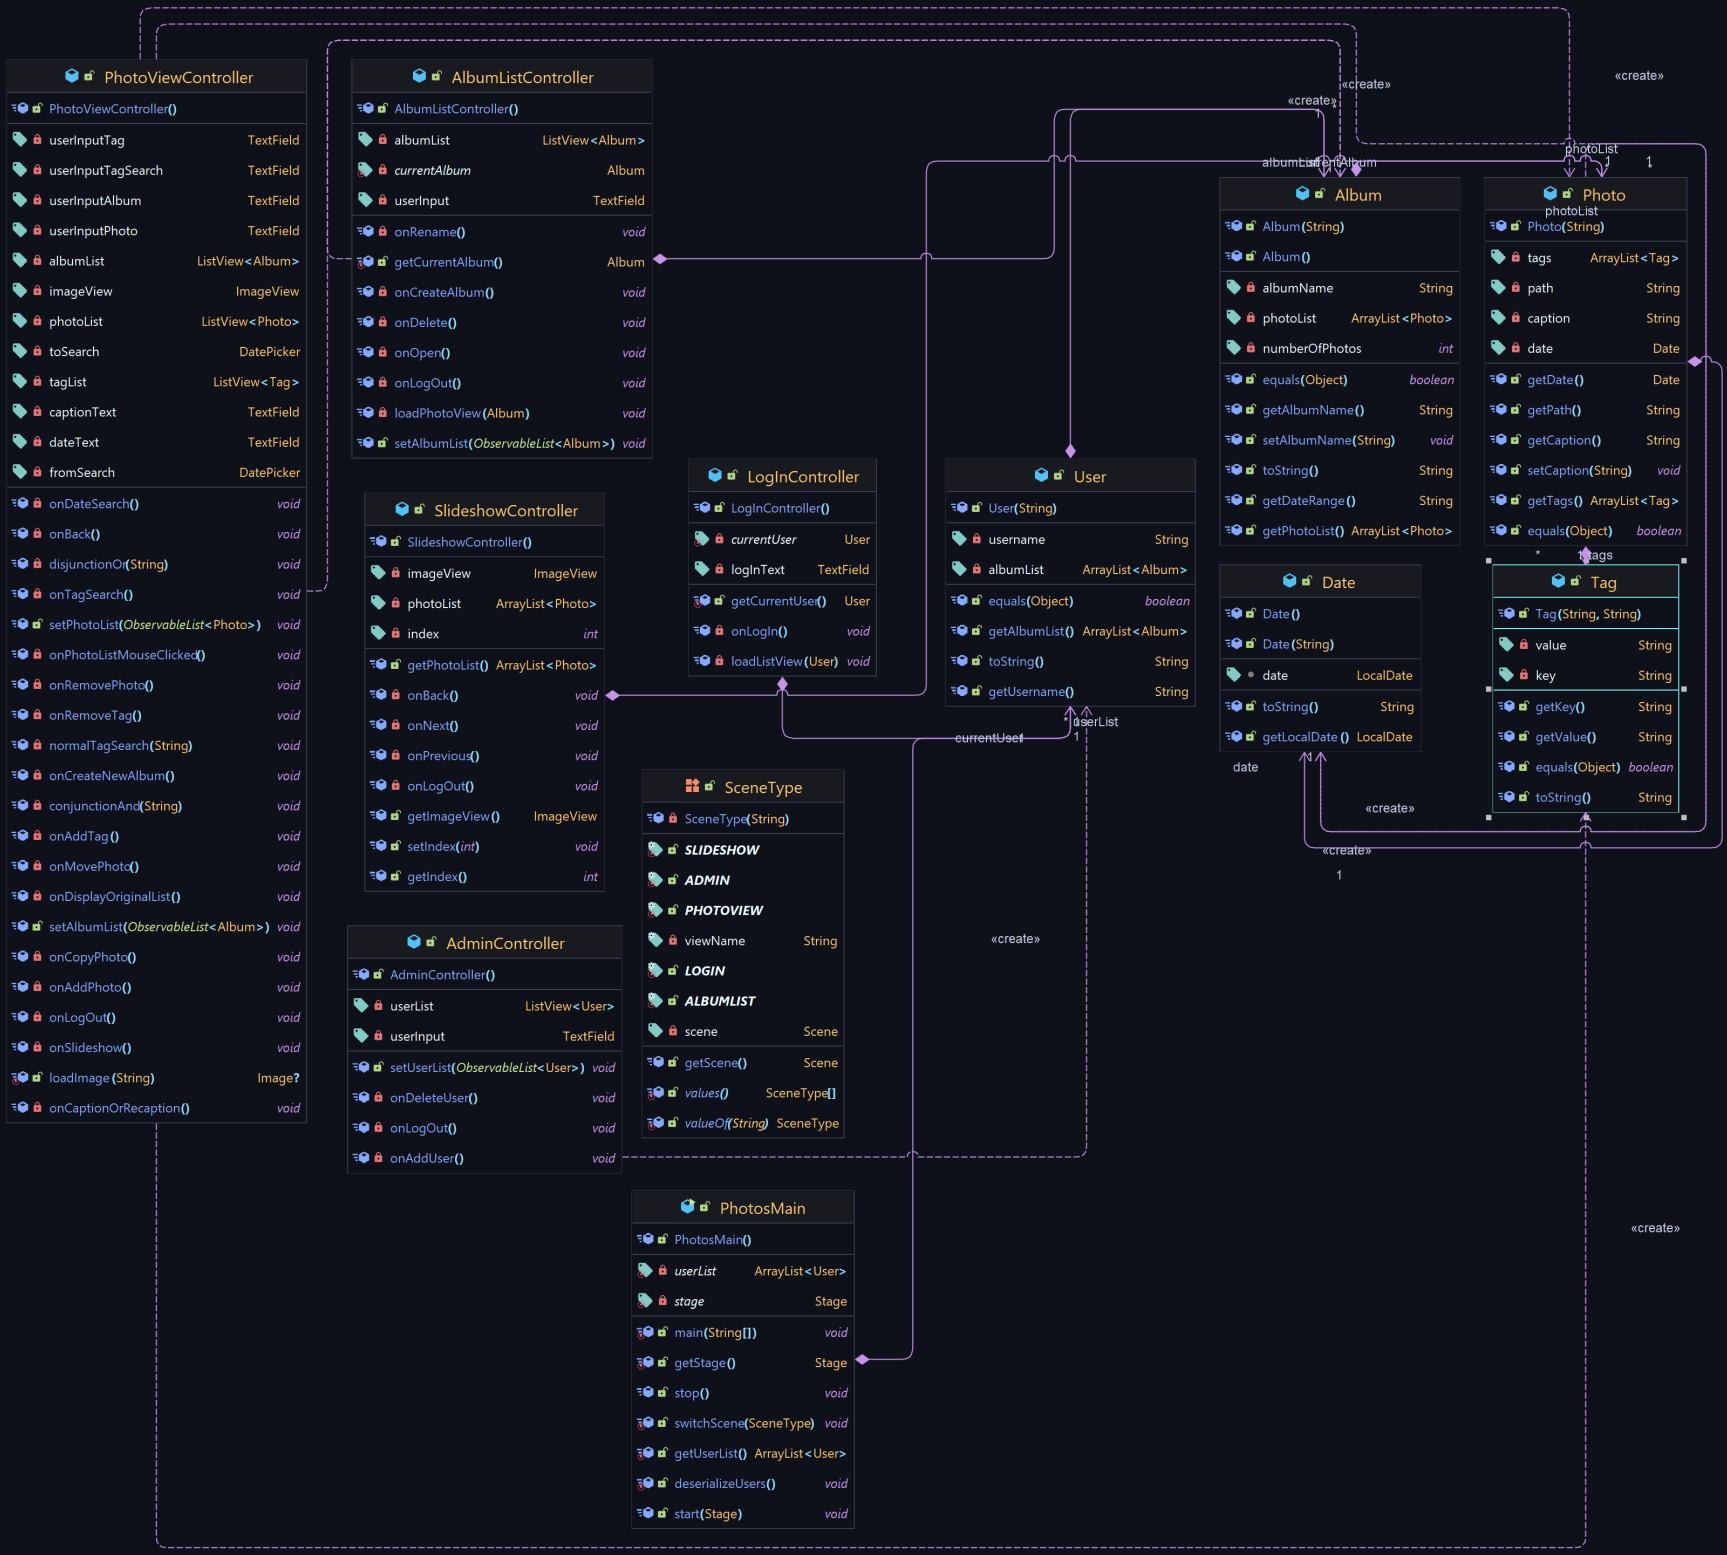 PhotoViewController
PhotoViewController()
userInputTag TextField
userInputTagSearch TextField
userInputAlbum TextField
userInputPhoto TextField
albumList ListView<Album>
imageView ImageView
photoList ListView<Photo>
toSearch DatePicker
tagList ListView<Tag>
captionText TextField
dateText TextField
fromSearch DatePicker
onDateSearch() void
onBack() void
disjunctionOr(String) void
onTagSearch() void
setPhotoList(ObservableList<Photo>) void
onPhotoListMouseClicked() void
onRemovePhoto() void
onRemoveTag() void
normalTagSearch(String) void
onCreateNewAlbum() void
conjunctionAnd(String) void
onAddTag() void
onMovePhoto() void
onDisplayOriginalList() void
setAlbumList(ObservableList<Album>) void
onCopyPhoto() void
onAddPhoto() void
onLogOut() void
onSlideshow() void
loadImage(String) Image?
onCaptionOrRecaption() void
AlbumListController
AlbumListController()
albumList ListView<Album>
currentAlbum Album
userInput TextField
onRename() void
getCurrentAlbum() Album
onCreateAlbum() void
onDelete() void
onOpen() void
onLogOut() void
loadPhotoView(Album) void
setAlbumList(ObservableList<Album>) void
SlideshowController
SlideshowController()
imageView ImageView
photoList ArrayList<Photo>
index int
getPhotoList() ArrayList<Photo>
onBack() void
onNext() void
onPrevious() void
onLogOut() void
getImageView() ImageView
setIndex(int) void
getIndex() int
AdminController
AdminController()
userList ListView<User>
userInput TextField
setUserList(ObservableList<User>) void
onDeleteUser() void
onLogOut() void
onAddUser() void
LogInController
LogInController()
currentUser User
logInText TextField
getCurrentUser() User
onLogIn() void
loadListView(User) void
SceneType
SceneType(String)
SLIDESHOW
ADMIN
PHOTOVIEW
viewName String
LOGIN
ALBUMLIST
scene Scene
getScene() Scene
values() SceneType[]
valueOf(String) SceneType
PhotosMain
PhotosMain()
userList ArrayList<User>
stage Stage
main(String[]) void
getStage() Stage
stop() void
switchScene(SceneType) void
getUserList() ArrayList<User>
deserializeUsers() void
start(Stage) void
User
User(String)
username String
albumList ArrayList<Album>
equals(Object) boolean
getAlbumList() ArrayList<Album>
toString() String
getUsername() String
* userList
1
currentUser
«create»
«create»
«create»
«create»
1 *
photoList
1 1
*
Album
Album(String)
Album()
albumName String
photoList ArrayList<Photo>
numberOfPhotos int
equals(Object) boolean
getAlbumName() String
setAlbumName(String) void
toString() String
getDateRange() String
getPhotoList() ArrayList<Photo>
Photo
photoList
Photo(String)
tags ArrayList<Tag>
path String
caption String
date Date
getDate() Date
getPath() String
getCaption() String
setCaption(String) void
getTags() ArrayList<Tag>
equals(Object) boolean
* 1 tags
Date
Date()
Date(String)
date LocalDate
toString() String
getLocalDate() LocalDate
1
date
«create»
«create»
1
Tag
Tag(String, String)
value String
key String
getKey() String
getValue() String
equals(Object) boolean
toString() String
«create»